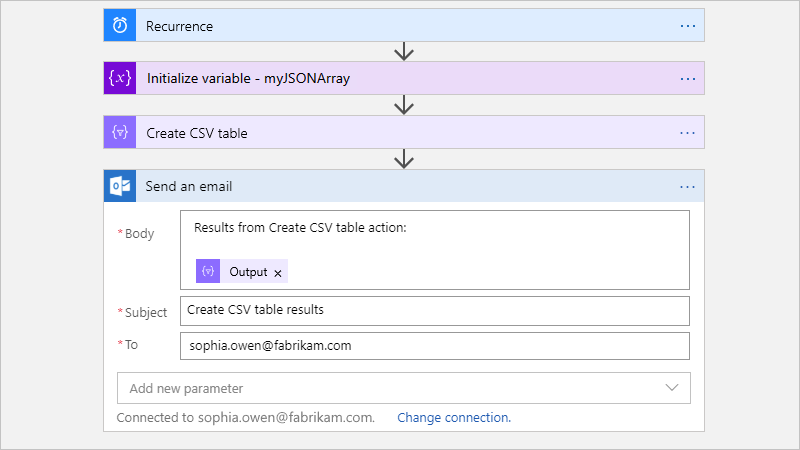 Recurrence
{x} Initialize variable - myJSONArray
Create CSV table
Send an email
* Body
Results from Create CSV table action:
Output ×
* Subject
Create CSV table results
* To
sophia.owen@fabrikam.com
Add new parameter
Connected to sophia.owen@fabrikam.com. Change connection.